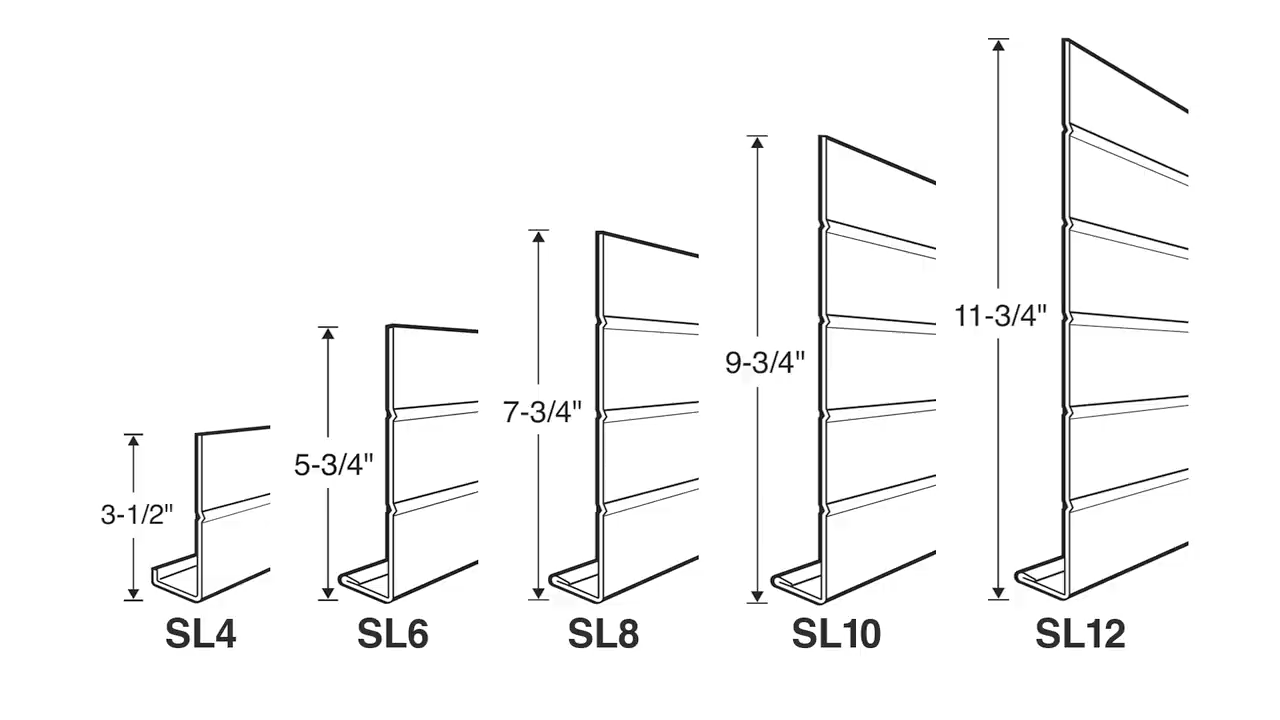 3-1/2"
5-3/4"
7-3/4"
9-3/4"
11-3/4"
SL4
SL6
SL8
SL10
SL12